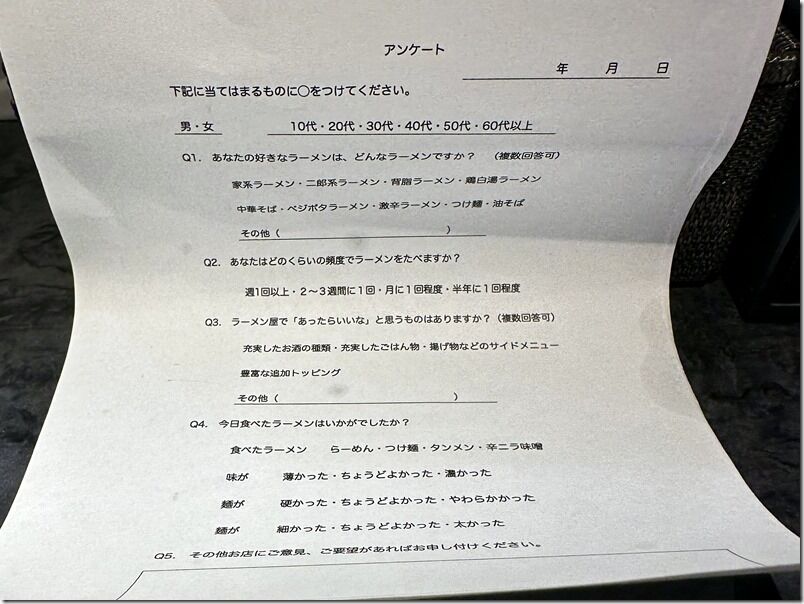 アンケート
年 月 日
下記に当てはまるものに〇をつけてください。
男・女 10代・20代・30代・40代・50代・60代以上
Q1. あなたの好きなラーメンは、どんなラーメンですか？ （複数回答可）
家系ラーメン・二郎系ラーメン・背脂ラーメン・鶏白湯ラーメン
中華そば・ベジポタラーメン・激辛ラーメン・つけ麺・油そば
その他（ ）
Q2. あなたはどのくらいの頻度でラーメンをたべますか？
週1回以上・2〜3週間に1回・月に1回程度・半年に1回程度
Q3. ラーメン屋で「あったらいいな」と思うものはありますか？（複数回答可）
充実したお酒の種類・充実したごはん物・揚げ物などのサイドメニュー
豊富な追加トッピング
その他（ ）
Q4. 今日食べたラーメンはいかがでしたか？
食べたラーメン らーめん・つけ麺・タンメン・辛ニラ味噌
味が 薄かった・ちょうどよかった・濃かった
麺が 硬かった・ちょうどよかった・やわらかかった
麺が 細かった・ちょうどよかった・太かった
Q5. その他お店にご意見、ご要望があればお申し付けください。